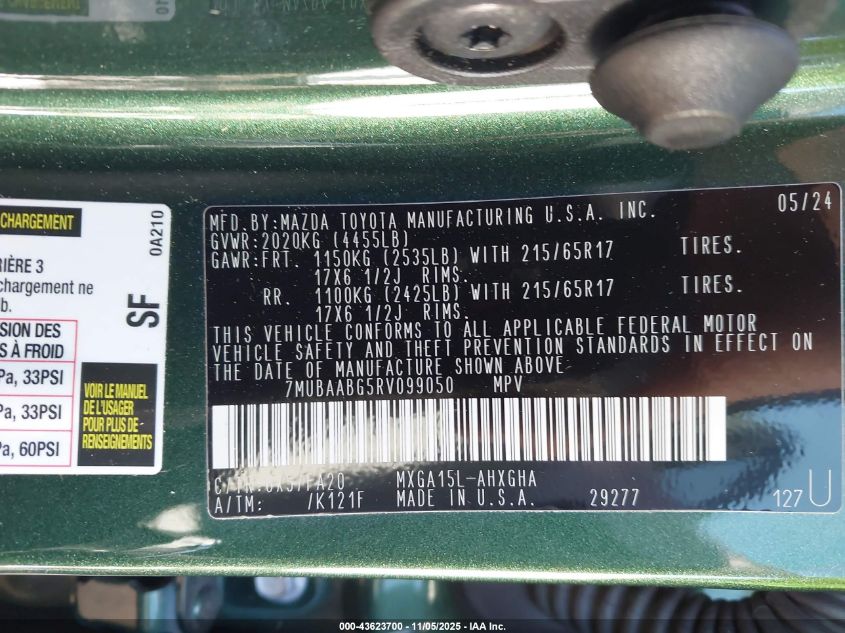 CHARGEMENT
RIÈRE 3
chargement ne
b.
SION DES
S À FROID
Pa, 33PSI
Pa, 33PSI
Pa, 60PSI
VOIR LE MANUEL
DE L'USAGER
POUR PLUS DE
RENSEIGNEMENTS
SF
0A210
MFD.BY:MAZDA TOYOTA MANUFACTURING U.S.A. INC. 05/24
GVWR:2020KG (4455LB)
GAWR:FRT. 1150KG (2535LB) WITH 215/65R17 TIRES.
17X6 1/2J RIMS.
RR. 1100KG (2425LB) WITH 215/65R17 TIRES.
17X6 1/2J RIMS.
THIS VEHICLE CONFORMS TO ALL APPLICABLE FEDERAL MOTOR
VEHICLE SAFETY AND THEFT PREVENTION STANDARDS IN EFFECT ON
THE DATE OF MANUFACTURE SHOWN ABOVE
7MUBAABG5RV099050 MPV
MXGA15L-AHXGHA
A/TM: /K121F MADE IN U.S.A. 29277 127U
000-43623700 - 11/05/2025 - IAA Inc.